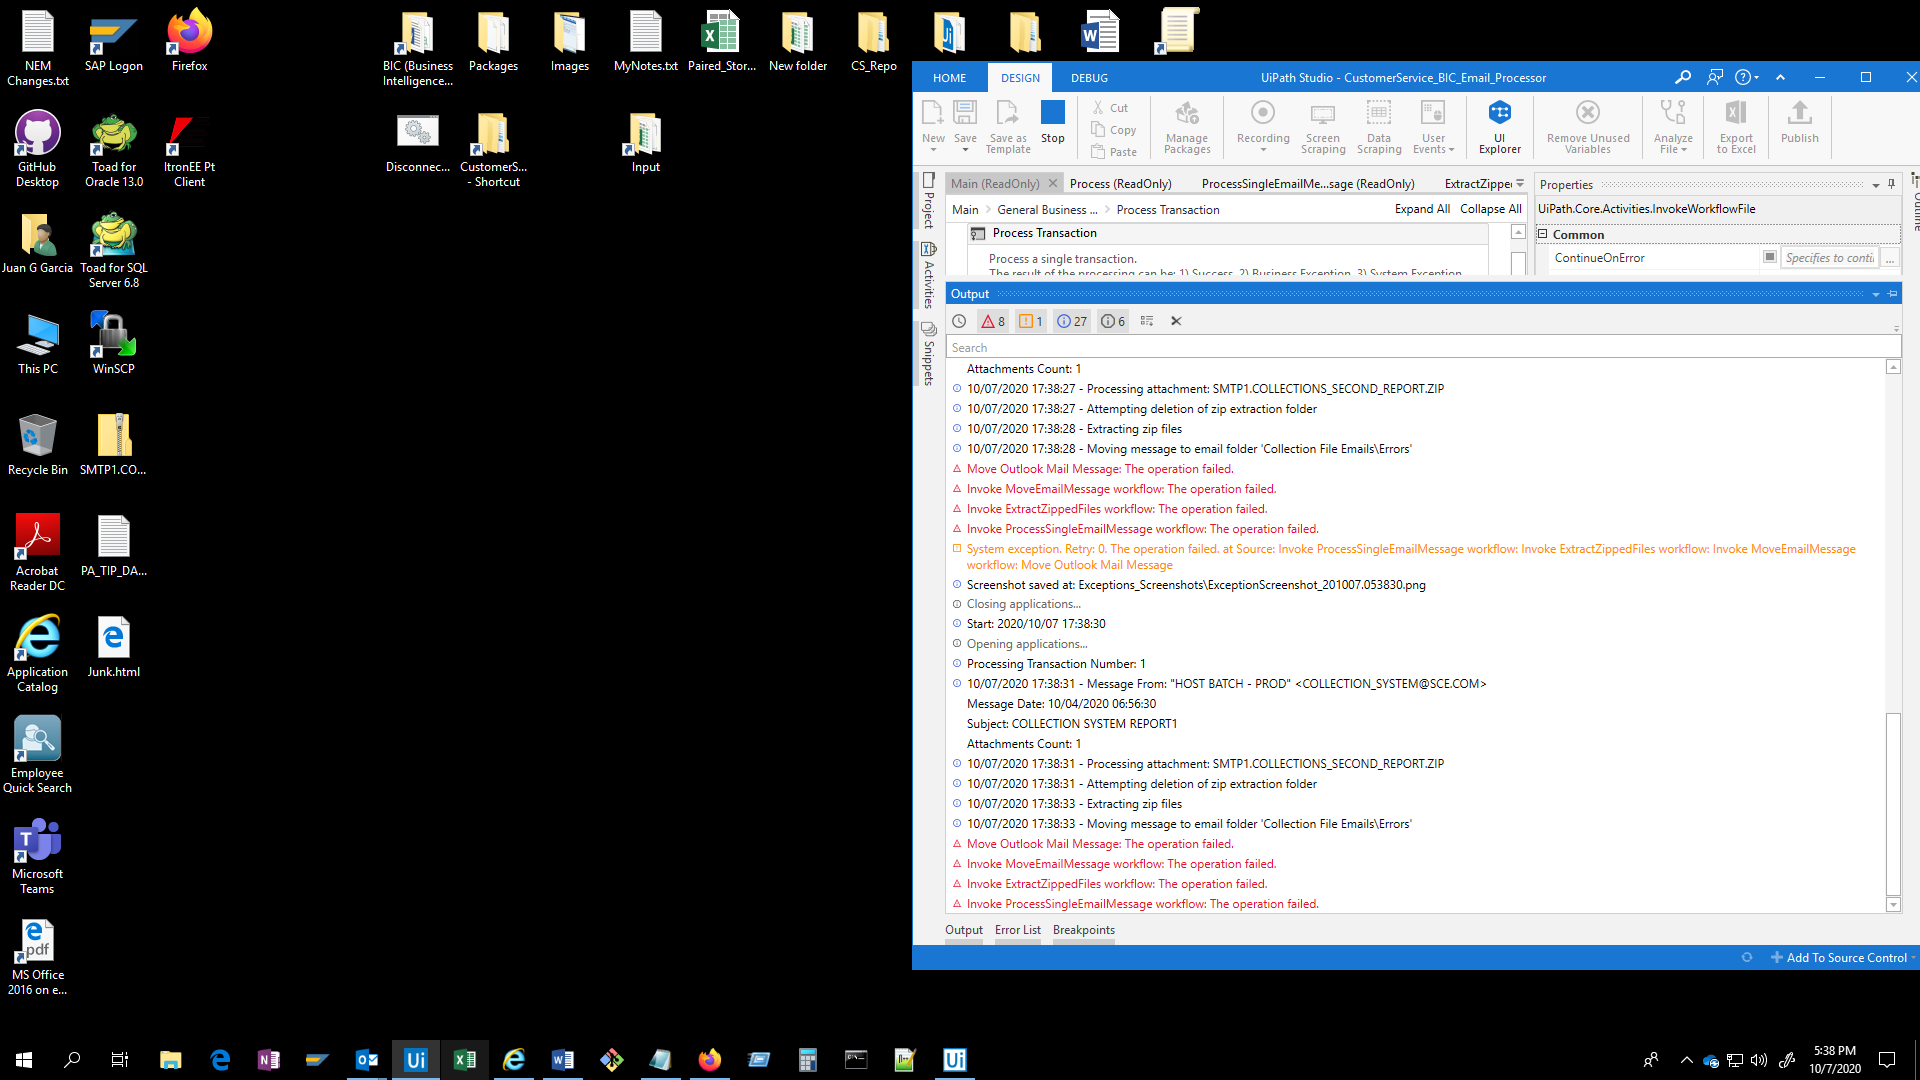 NEM
Changes.txt
SAP Logon
Firefox
BIC (Business
Intelligence...
Packages
Images
MyNotes.txt
Paired_Stor...
New folder
CS_Repo
GitHub
Desktop
Toad for
Oracle 13.0
ItronEE Pt
Client
Disconnec...
CustomerS...
- Shortcut
Input
Juan G Garcia
Toad for SQL
Server 6.8
This PC
WinSCP
Recycle Bin
SMTP1.CO...
Acrobat
Reader DC
PA_TIP_DA...
Application
Catalog
Junk.html
Employee
Quick Search
Microsoft
Teams
pdf
MS Office
2016 on e...
HOME
DESIGN
DEBUG
UiPath Studio - CustomerService_BIC_Email_Processor
New
Save
Save as
Template
Stop
Cut
Copy
Paste
Manage
Packages
Recording
Screen
Scraping
Data
Scraping
User
Events
UI
Explorer
Remove Unused
Variables
Analyze
File
Export
to Excel
Publish
Project
Activities
Snippets
Main (ReadOnly)
Process (ReadOnly)
ProcessSingleEmailMe...sage (ReadOnly)
ExtractZippe
Main > General Business ... > Process Transaction
Expand All
Collapse All
Process Transaction
Process a single transaction.
The result of the processing can be: 1) Success, 2) Business Exception, 3) System Exception
Properties
UiPath.Core.Activities.InvokeWorkflowFile
Common
ContinueOnError
Specifies to conti
...
Outline
Output
8
1
27
6
Search
Attachments Count: 1
10/07/2020 17:38:27 - Processing attachment: SMTP1.COLLECTIONS_SECOND_REPORT.ZIP
10/07/2020 17:38:27 - Attempting deletion of zip extraction folder
10/07/2020 17:38:28 - Extracting zip files
10/07/2020 17:38:28 - Moving message to email folder 'Collection File Emails\Errors'
Move Outlook Mail Message: The operation failed.
Invoke MoveEmailMessage workflow: The operation failed.
Invoke ExtractZippedFiles workflow: The operation failed.
Invoke ProcessSingleEmailMessage workflow: The operation failed.
System exception. Retry: 0. The operation failed. at Source: Invoke ProcessSingleEmailMessage workflow: Invoke ExtractZippedFiles workflow: Invoke MoveEmailMessage
workflow: Move Outlook Mail Message
Screenshot saved at: Exceptions_Screenshots\ExceptionScreenshot_201007.053830.png
Closing applications...
Start: 2020/10/07 17:38:30
Opening applications...
Processing Transaction Number: 1
10/07/2020 17:38:31 - Message From: "HOST BATCH - PROD" <COLLECTION_SYSTEM@SCE.COM>
Message Date: 10/04/2020 06:56:30
Subject: COLLECTION SYSTEM REPORT1
Attachments Count: 1
10/07/2020 17:38:31 - Processing attachment: SMTP1.COLLECTIONS_SECOND_REPORT.ZIP
10/07/2020 17:38:31 - Attempting deletion of zip extraction folder
10/07/2020 17:38:33 - Extracting zip files
10/07/2020 17:38:33 - Moving message to email folder 'Collection File Emails\Errors'
Move Outlook Mail Message: The operation failed.
Invoke MoveEmailMessage workflow: The operation failed.
Invoke ExtractZippedFiles workflow: The operation failed.
Invoke ProcessSingleEmailMessage workflow: The operation failed.
Output
Error List
Breakpoints
Add To Source Control
Ui
Ui
5:38 PM
10/7/2020